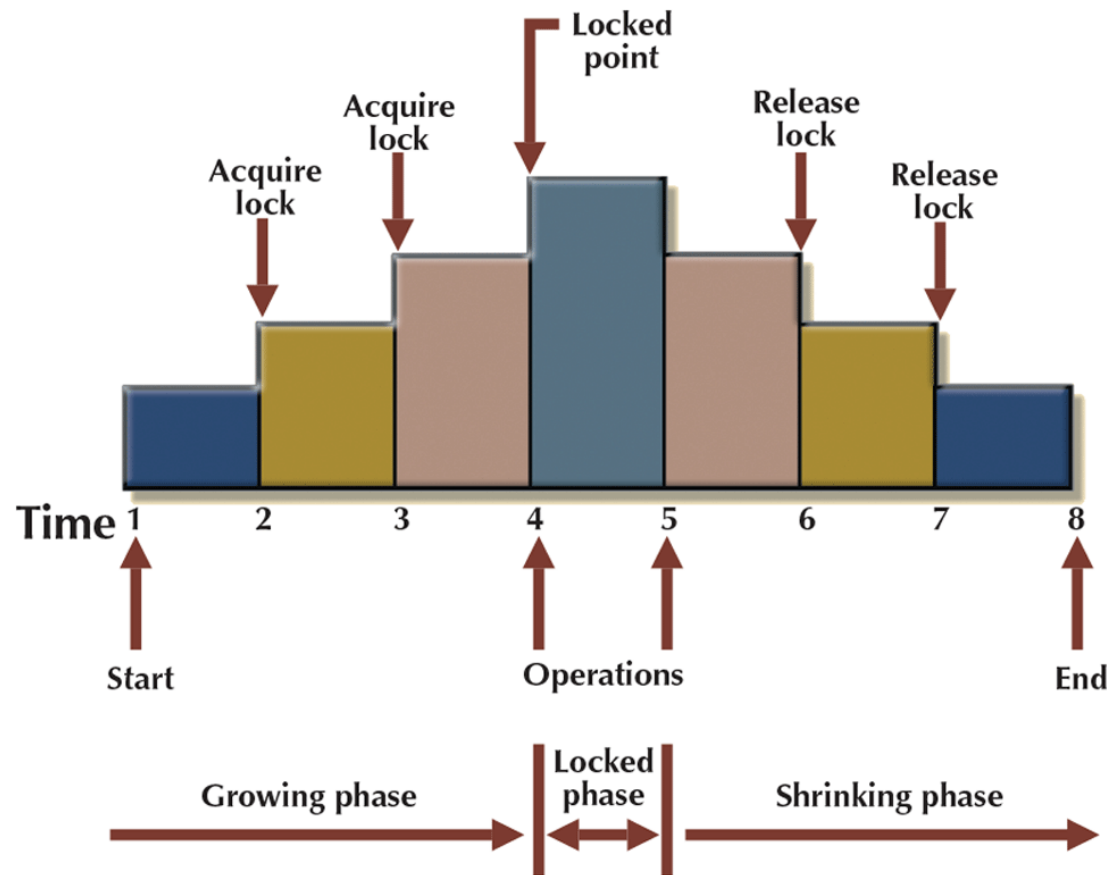 Locked
point
Acquire
lock
Release
lock
Acquire
lock
Release
lock
Time 1 2 3 4 5 6 7 8
Start
Operations
End
Growing phase
Locked
phase
Shrinking phase